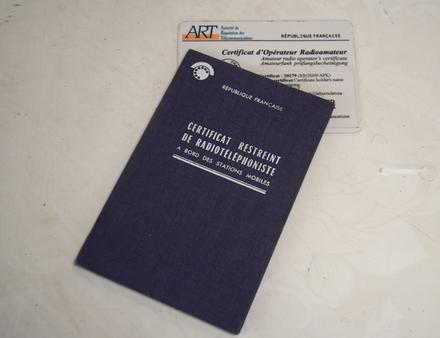 ART
Autorité de
Régulation des
Télécommunications
RÉPUBLIQUE FRANÇAISE
Certificat d'Opérateur Radioamateur
Amateur radio operator's certificate
Amateurfunk prüfungsbescheinigung
RÉPUBLIQUE FRANÇAISE
CERTIFICAT RESTREINT
DE RADIOTÉLÉPHONISTE
A BORD DES STATIONS MOBILES